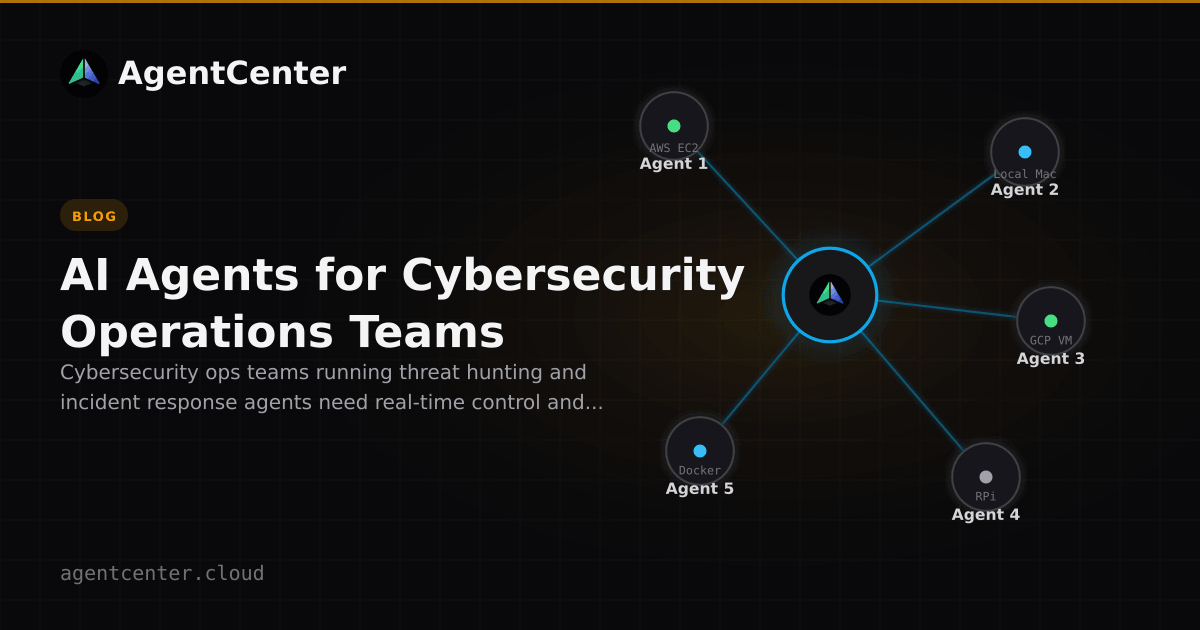 AgentCenter
BLOG
AI Agents for Cybersecurity
Operations Teams
Cybersecurity ops teams running threat hunting and
incident response agents need real-time control and...
agentcenter.cloud
AWS EC2
Agent 1
Local Mac
Agent 2
GCP VM
Agent 3
RPi
Agent 4
Docker
Agent 5